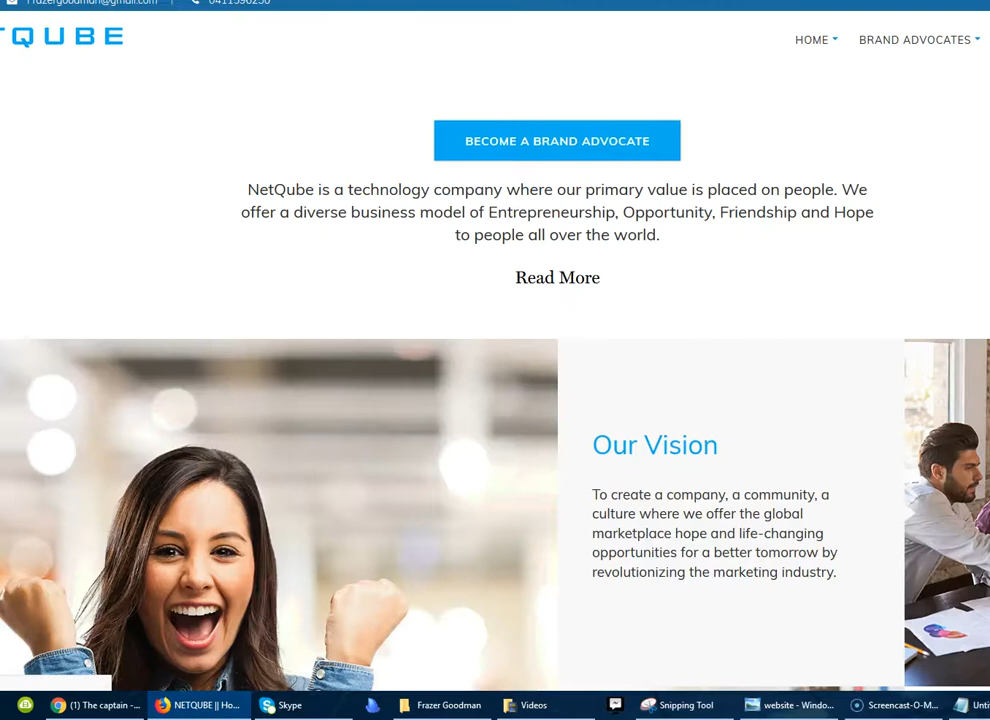 Frazergoodman@gmail.com
TQUBE
HOME
BRAND ADVOCATES
BECOME A BRAND ADVOCATE
NetQube is a technology company where our primary value is placed on people. We
offer a diverse business model of Entrepreneurship, Opportunity, Friendship and Hope
to people all over the world.
Read More
Our Vision
To create a company, a community, a
culture where we offer the global
marketplace hope and life-changing
opportunities for a better tomorrow by
revolutionizing the marketing industry.
(1) The captain -...
NETQUBE || Ho...
Skype
Frazer Goodman
Videos
Snipping Tool
website - Windo...
Screencast-O-M...
Unti